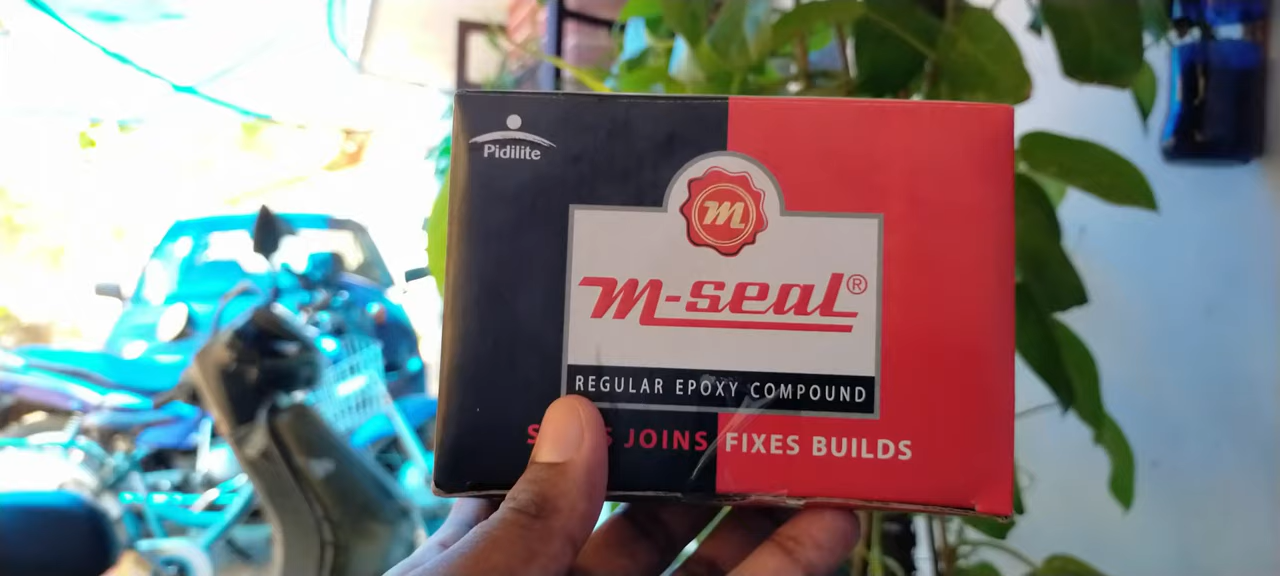 Pidilite
m
m-seal®
REGULAR EPOXY COMPOUND
JOINS FIXES BUILDS